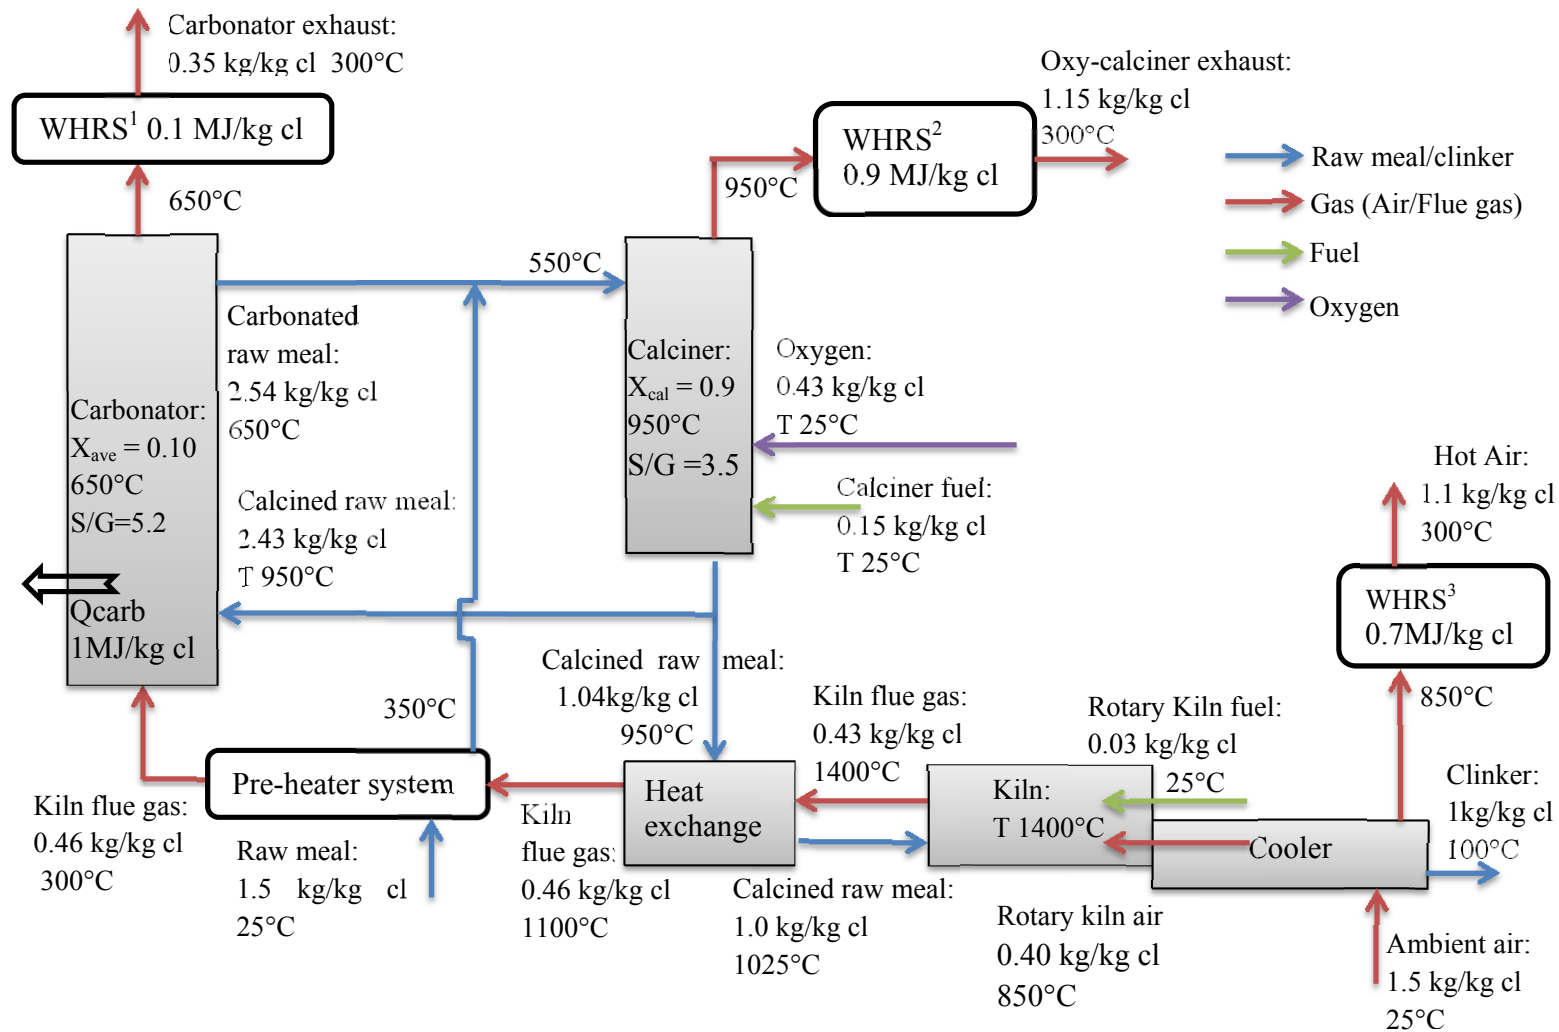 Carbonator exhaust:
0.35 kg/kg cl 300°C
WHRS¹ 0.1 MJ/kg cl
650°C
Oxy-calciner exhaust:
1.15 kg/kg cl
300°C
WHRS²
0.9 MJ/kg cl
950°C
Raw meal/clinker
Gas (Air/Flue gas)
Fuel
Oxygen
550°C
Carbonated
raw meal:
2.54 kg/kg cl
650°C
Carbonator:
Xave = 0.10
650°C
S/G=5.2
Qcarb
1MJ/kg cl
Calcined raw meal:
2.43 kg/kg cl
T 950°C
Calciner:
Xcal = 0.9
950°C
S/G =3.5
Oxygen:
0.43 kg/kg cl
T 25°C
Calciner fuel:
0.15 kg/kg cl
T 25°C
Hot Air:
1.1 kg/kg cl
300°C
WHRS³
0.7MJ/kg cl
850°C
350°C
Calcined raw meal:
1.04kg/kg cl
950°C
Kiln flue gas:
0.43 kg/kg cl
1400°C
Rotary Kiln fuel:
0.03 kg/kg cl
25°C
Clinker:
1kg/kg cl
100°C
Pre-heater system
Heat
exchange
Kiln:
T 1400°C
Cooler
Kiln flue gas:
0.46 kg/kg cl
300°C
Raw meal:
1.5 kg/kg cl
25°C
Kiln
flue gas:
0.46 kg/kg cl
1100°C
Calcined raw meal:
1.0 kg/kg cl
1025°C
Rotary kiln air
0.40 kg/kg cl
850°C
Ambient air:
1.5 kg/kg cl
25°C